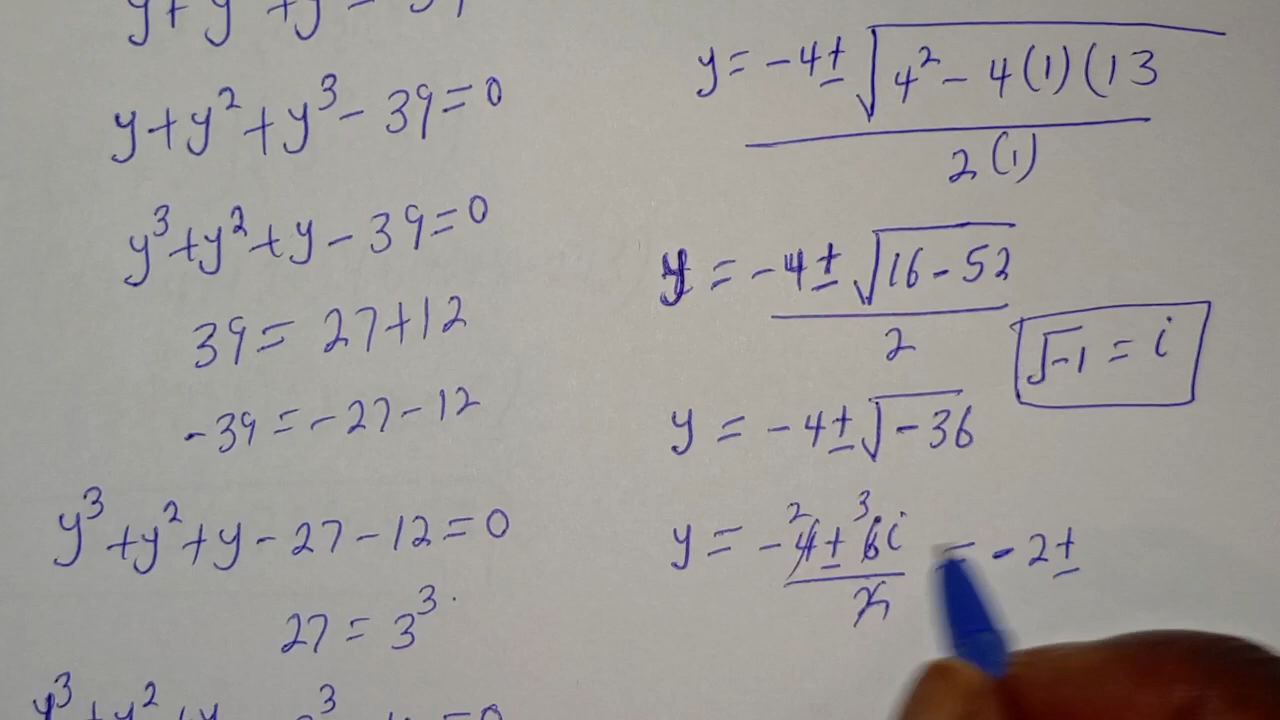 y+y²+y³-39=0
y³+y²+y-39=0
39=27+12
-39=-27-12
y³+y²+y-27-12=0
27=3³
y=-4±√4²-4(1)(13
2(1)
y=-4±√16-52
2
√-1=i
y=-4±√-36
y=-4±6i = -2±
2 3
2